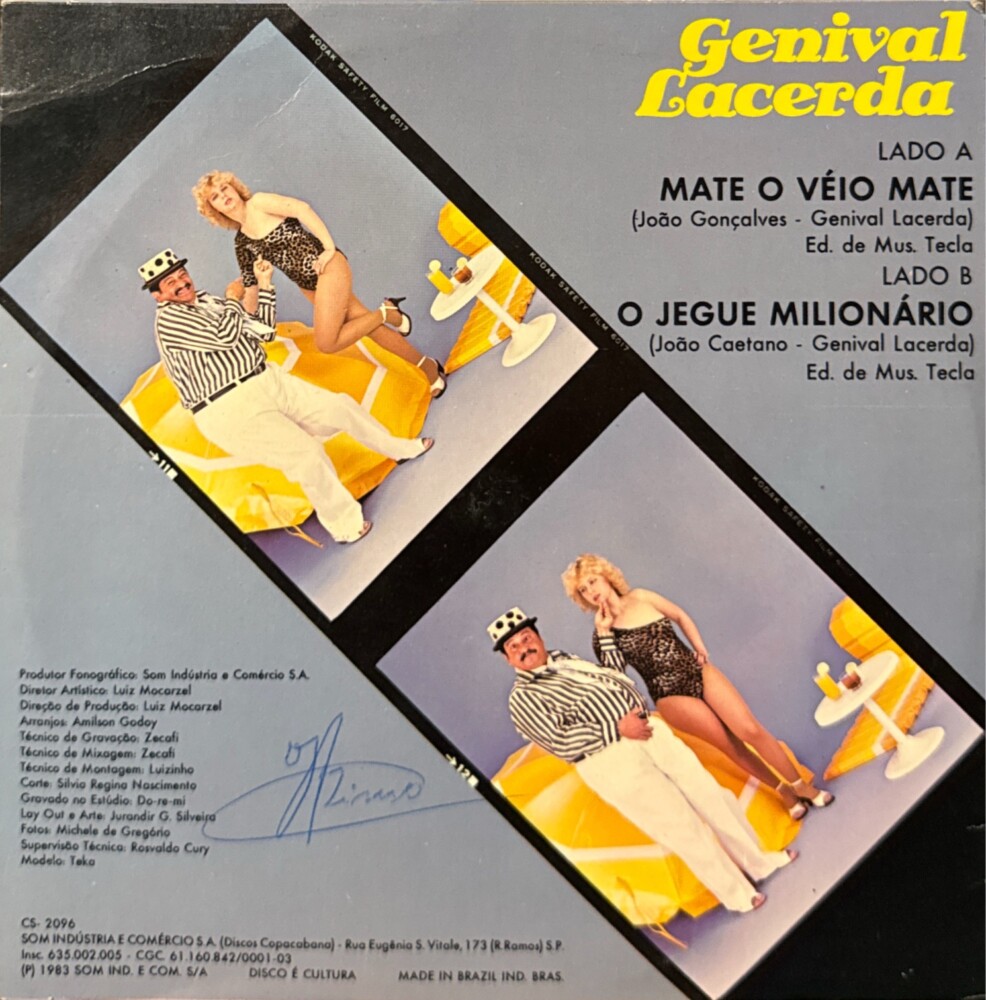 Genival
Lacerda
LADO A
MATE O VÉIO MATE
(João Gonçalves - Genival Lacerda)
Ed. de Mus. Tecla
LADO B
O JEGUE MILIONÁRIO
(João Caetano - Genival Lacerda)
Ed. de Mus. Tecla
KODAK SAFETY FILM 6017
KODAK SAFETY FILM 6017
KODAK SAFETY FILM
Produtor Fonográfico: Som Indústria e Comércio S.A.
Diretor Artístico: Luiz Mocarzel
Direção de Produção: Luiz Mocarzel
Arranjos: Amilson Godoy
Técnico de Gravação: Zecafi
Técnico de Mixagem: Zecafi
Técnico de Montagem: Luizinho
Corte: Silvio Regina Nascimento
Gravado no Estúdio: Do-re-mi
Lay Out e Arte: Jurandir G. Silveira
Fotos: Michele de Gregório
Supervisão Técnica: Rosvaldo Cury
Modelo: Teka
CS- 2096
SOM INDÚSTRIA E COMÉRCIO S.A. (Discos Copacabana) - Rua Eugênia S. Vitale, 173 (R. Ramos) S.P.
Insc. 635.002.005 - CGC. 61.160.842/0001-03
(P) 1983 SOM IND. E COM. S/A DISCO É CULTURA MADE IN BRAZIL IND. BRAS.